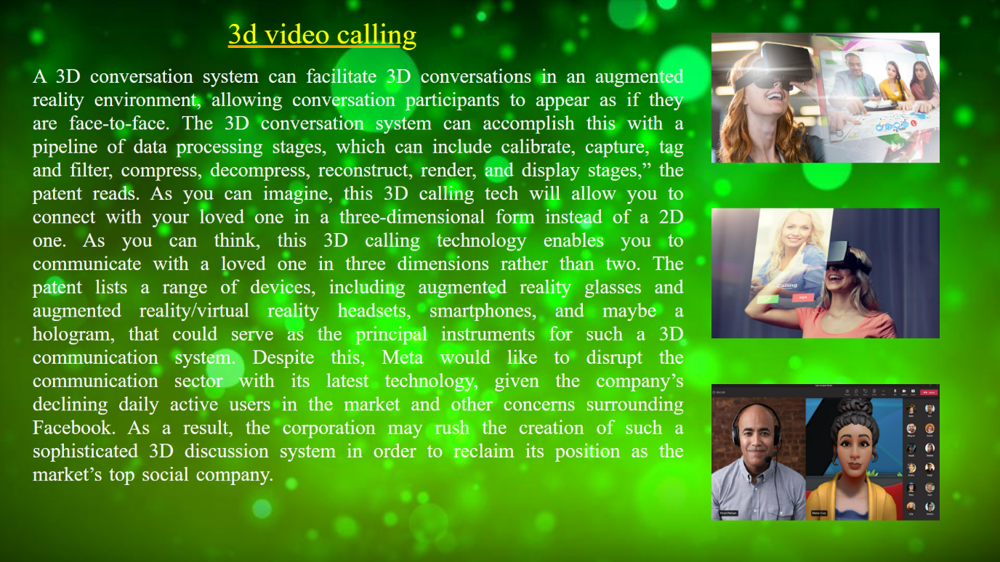 3d video calling
A 3D conversation system can facilitate 3D conversations in an augmented
reality environment, allowing conversation participants to appear as if they
are face-to-face. The 3D conversation system can accomplish this with a
pipeline of data processing stages, which can include calibrate, capture, tag
and filter, compress, decompress, reconstruct, render, and display stages,” the
patent reads. As you can imagine, this 3D calling tech will allow you to
connect with your loved one in a three-dimensional form instead of a 2D
one. As you can think, this 3D calling technology enables you to
communicate with a loved one in three dimensions rather than two. The
patent lists a range of devices, including augmented reality glasses and
augmented reality/virtual reality headsets, smartphones, and maybe a
hologram, that could serve as the principal instruments for such a 3D
communication system. Despite this, Meta would like to disrupt the
communication sector with its latest technology, given the company’s
declining daily active users in the market and other concerns surrounding
Facebook. As a result, the corporation may rush the creation of such a
sophisticated 3D discussion system in order to reclaim its position as the
market’s top social company.
Calling